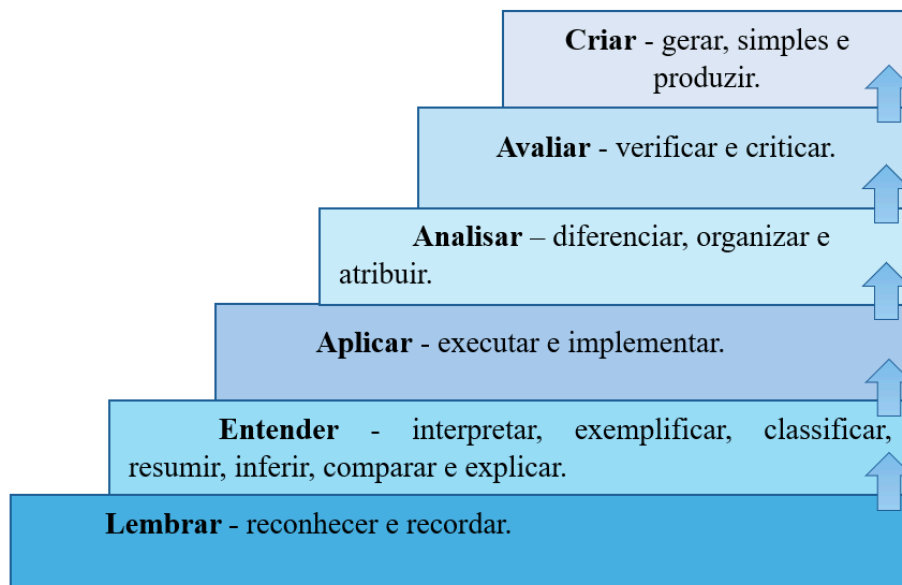 Criar - gerar, simples e
produzir.
Avaliar - verificar e criticar.
Analisar – diferenciar, organizar e
atribuir.
Aplicar - executar e implementar.
Entender - interpretar, exemplificar, classificar,
resumir, inferir, comparar e explicar.
Lembrar - reconhecer e recordar.